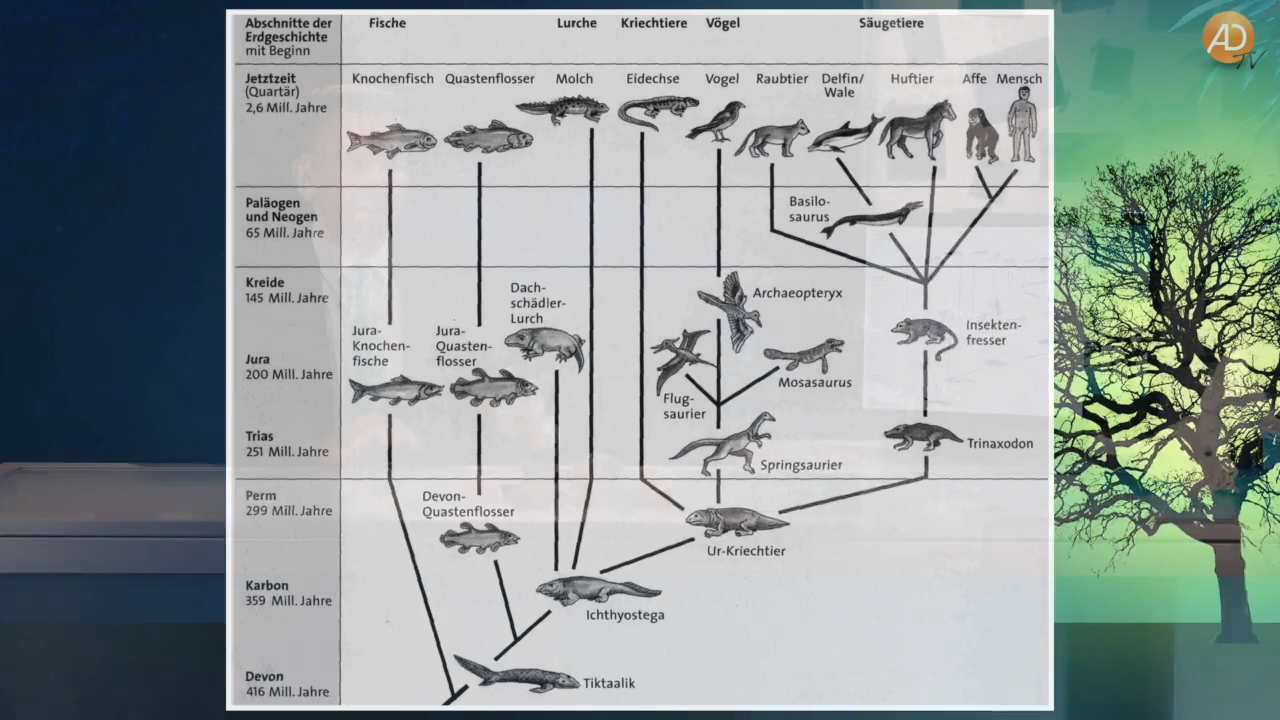 Abschnitte der
Erdgeschichte
mit Beginn
Fische
Lurche
Kriechtiere
Vögel
Säugetiere
Jetztzeit
(Quartär)
2,6 Mill. Jahre
Knochenfisch
Quastenflosser
Molch
Eidechse
Vogel
Raubtier
Delfin/
Wale
Huftier
Affe
Mensch
Paläogen
und Neogen
65 Mill. Jahre
Basilo-
saurus
Kreide
145 Mill. Jahre
Dach-
schädler-
Lurch
Archaeopteryx
Jura-
Knochen-
fische
Jura-
Quasten-
flosser
Insekten-
fresser
Jura
200 Mill. Jahre
Mosasaurus
Flug-
saurier
Trias
251 Mill. Jahre
Springsaurier
Trinaxodon
Perm
299 Mill. Jahre
Devon-
Quastenflosser
Ur-Kriechtier
Karbon
359 Mill. Jahre
Ichthyostega
Devon
416 Mill. Jahre
Tiktaalik
AD
TV